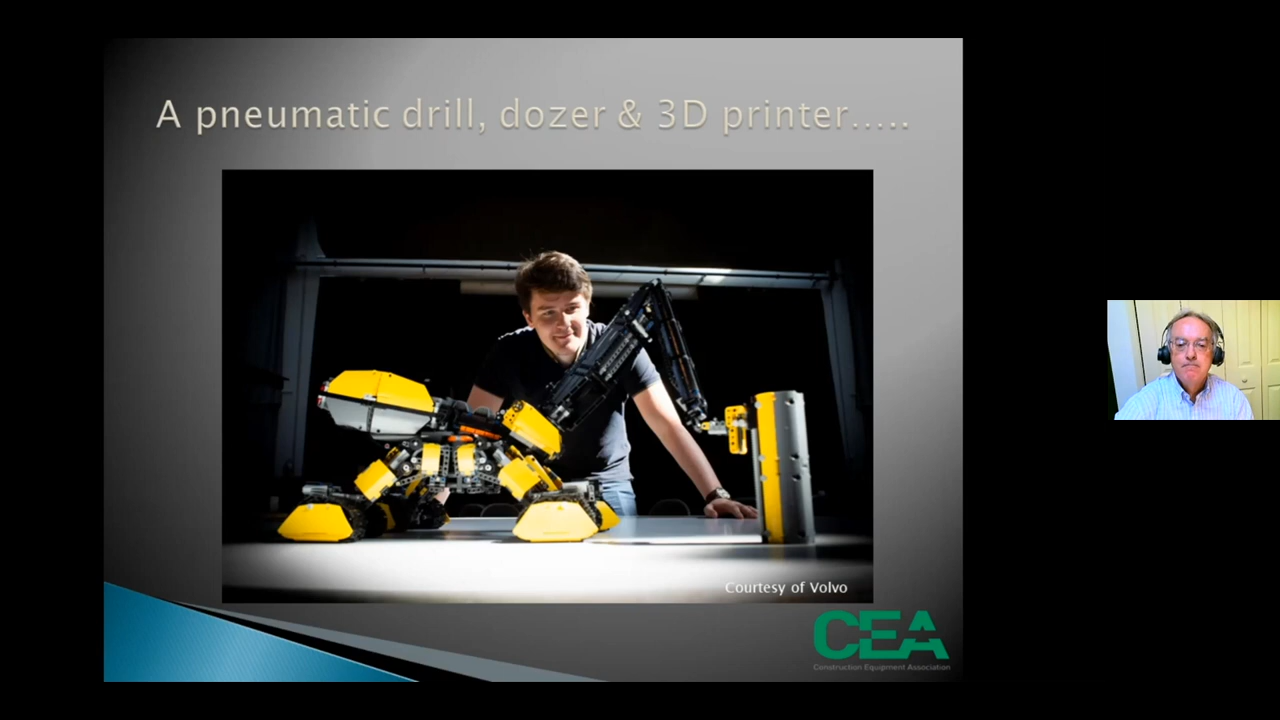 A pneumatic drill, dozer & 3D printer.....
Courtesy of Volvo
CEA
Construction Equipment Association